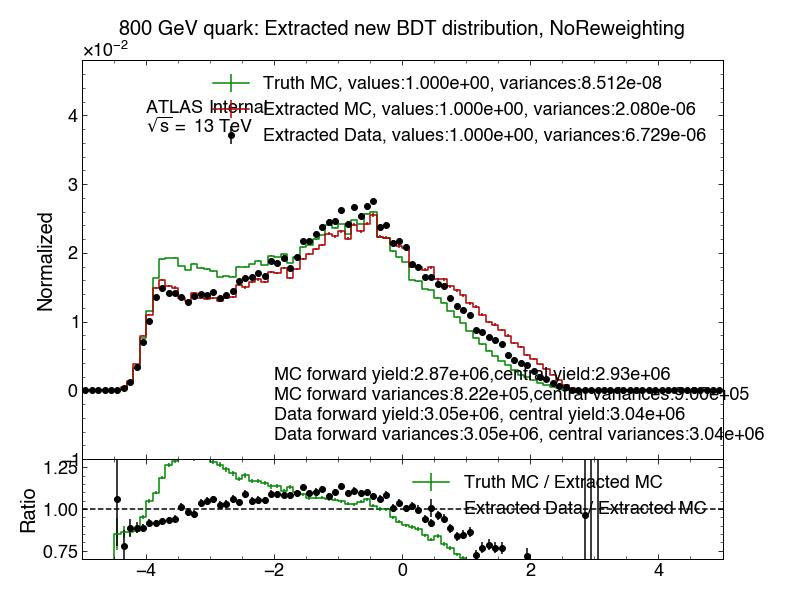 800 GeV quark: Extracted new BDT distribution, NoReweighting
×10⁻²
Truth MC, values:1.000e+00, variances:8.512e-08
ATLAS Internal
Extracted MC, values:1.000e+00, variances:2.080e-06
√s = 13 TeV
Extracted Data, values:1.000e+00, variances:6.729e-06
Normalized
4
3
2
1
0
1
MC forward yield:2.87e+06,central yield:2.93e+06
MC forward variances:8.22e+05,central variances:9.00e+05
Data forward yield:3.05e+06, central yield:3.04e+06
Data forward variances:3.05e+06, central variances:3.04e+06
Ratio
1.25
1.00
0.75
Truth MC / Extracted MC
Extracted Data / Extracted MC
−4 −2 0 2 4